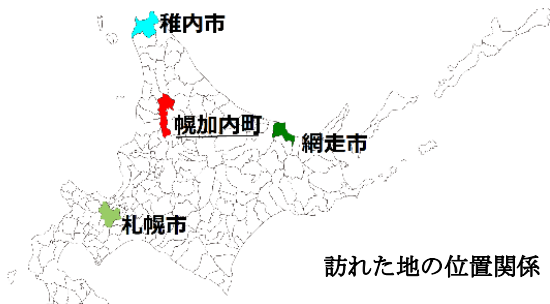 稚内市
幌加内町
網走市
札幌市
訪れた地の位置関係